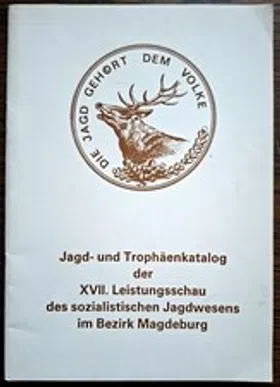 DIE JAGD GEHÖRT DEM VOLKE
Jagd- und Trophäenkatalog
der
XVII. Leistungsschau
des sozialistischen Jagdwesens
im Bezirk Magdeburg